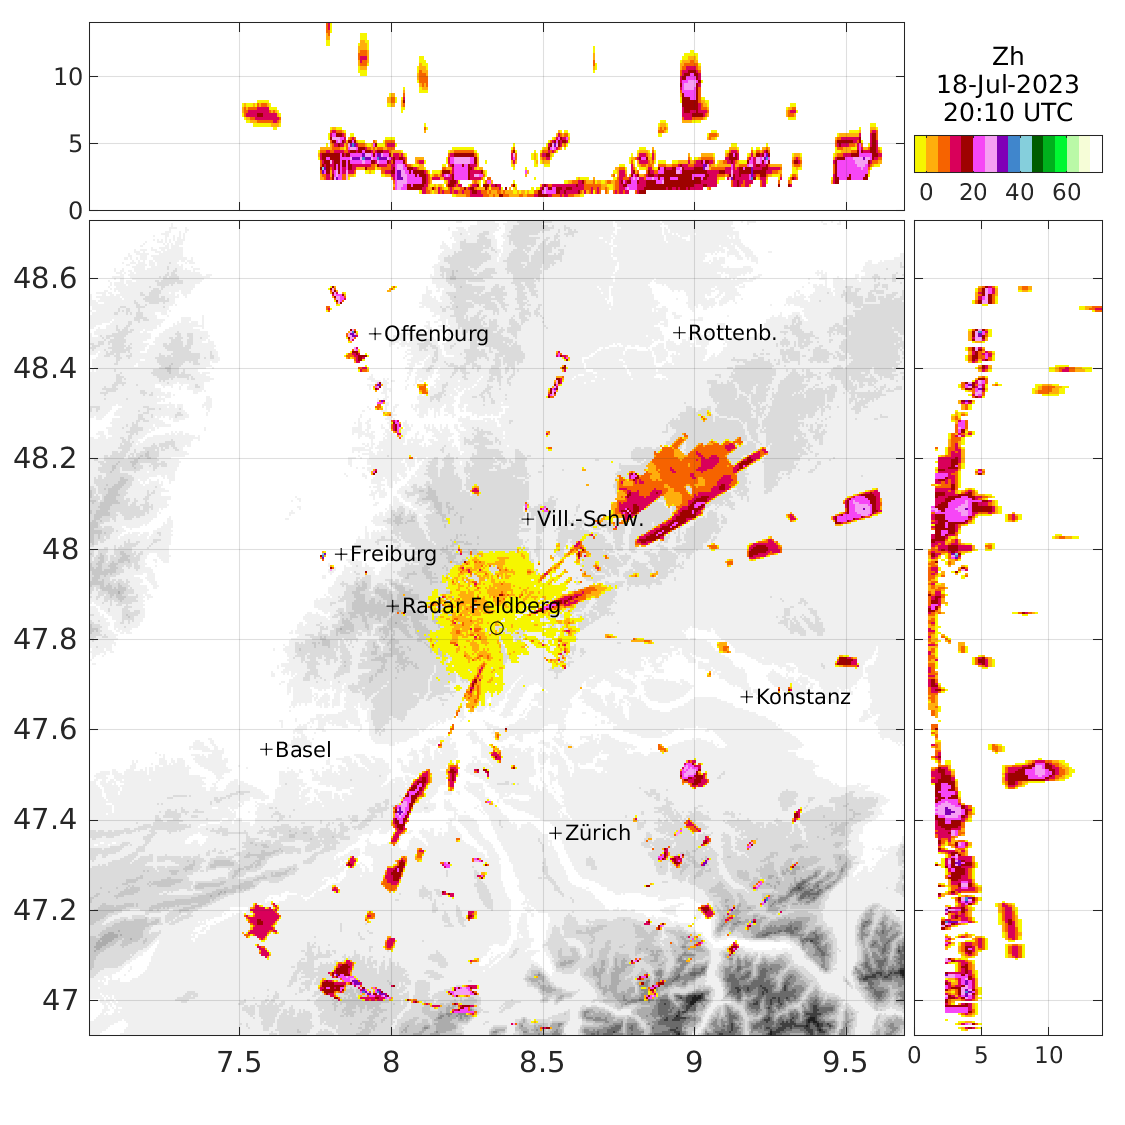 10
5
0
Zh
18-Jul-2023
20:10 UTC
0 20 40 60
48.6
48.4
48.2
48
47.8
47.6
47.4
47.2
47
Offenburg
Rottenb.
Vill.-Schw.
Freiburg
Radar Feldberg
Konstanz
Basel
Zürich
7.5 8 8.5 9 9.5
0 5 10